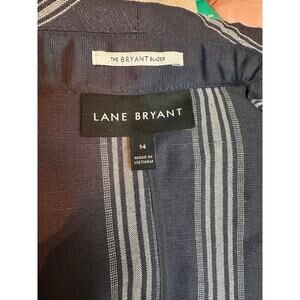 THE BRYANT BLAZER
LANE BRYANT
14
MADE IN
VIETNAM